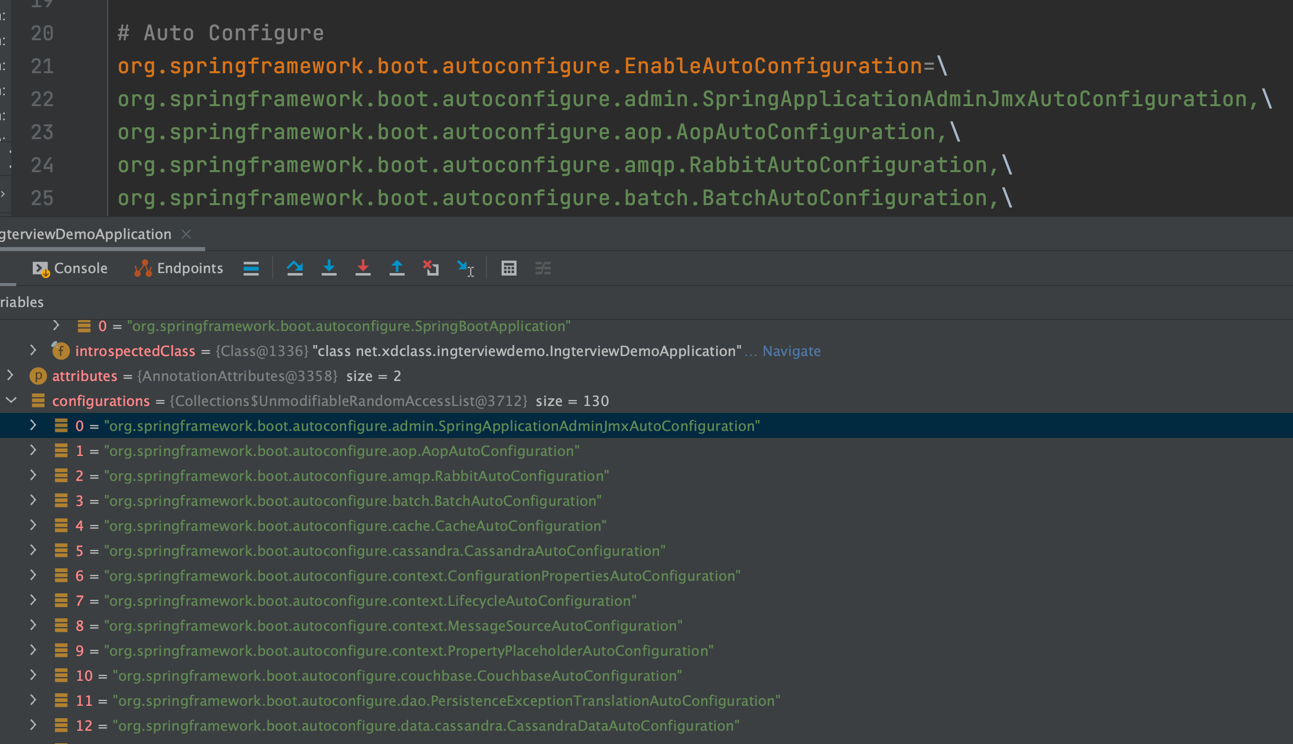 19
20 # Auto Configure
21 org.springframework.boot.autoconfigure.EnableAutoConfiguration=\
22 org.springframework.boot.autoconfigure.admin.SpringApplicationAdminJmxAutoConfiguration,\
23 org.springframework.boot.autoconfigure.aop.AopAutoConfiguration,\
24 org.springframework.boot.autoconfigure.amqp.RabbitAutoConfiguration,\
25 org.springframework.boot.autoconfigure.batch.BatchAutoConfiguration,\
gterviewDemoApplication ×
Console Endpoints
riables
0 = "org.springframework.boot.autoconfigure.SpringBootApplication"
f introspectedClass = {Class@1336} "class net.xdclass.ingterviewdemo.IngterviewDemoApplication" ... Navigate
p attributes = {AnnotationAttributes@3358} size = 2
configurations = {Collections$UnmodifiableRandomAccessList@3712} size = 130
0 = "org.springframework.boot.autoconfigure.admin.SpringApplicationAdminJmxAutoConfiguration"
1 = "org.springframework.boot.autoconfigure.aop.AopAutoConfiguration"
2 = "org.springframework.boot.autoconfigure.amqp.RabbitAutoConfiguration"
3 = "org.springframework.boot.autoconfigure.batch.BatchAutoConfiguration"
4 = "org.springframework.boot.autoconfigure.cache.CacheAutoConfiguration"
5 = "org.springframework.boot.autoconfigure.cassandra.CassandraAutoConfiguration"
6 = "org.springframework.boot.autoconfigure.context.ConfigurationPropertiesAutoConfiguration"
7 = "org.springframework.boot.autoconfigure.context.LifecycleAutoConfiguration"
8 = "org.springframework.boot.autoconfigure.context.MessageSourceAutoConfiguration"
9 = "org.springframework.boot.autoconfigure.context.PropertyPlaceholderAutoConfiguration"
10 = "org.springframework.boot.autoconfigure.couchbase.CouchbaseAutoConfiguration"
11 = "org.springframework.boot.autoconfigure.dao.PersistenceExceptionTranslationAutoConfiguration"
12 = "org.springframework.boot.autoconfigure.data.cassandra.CassandraDataAutoConfiguration"